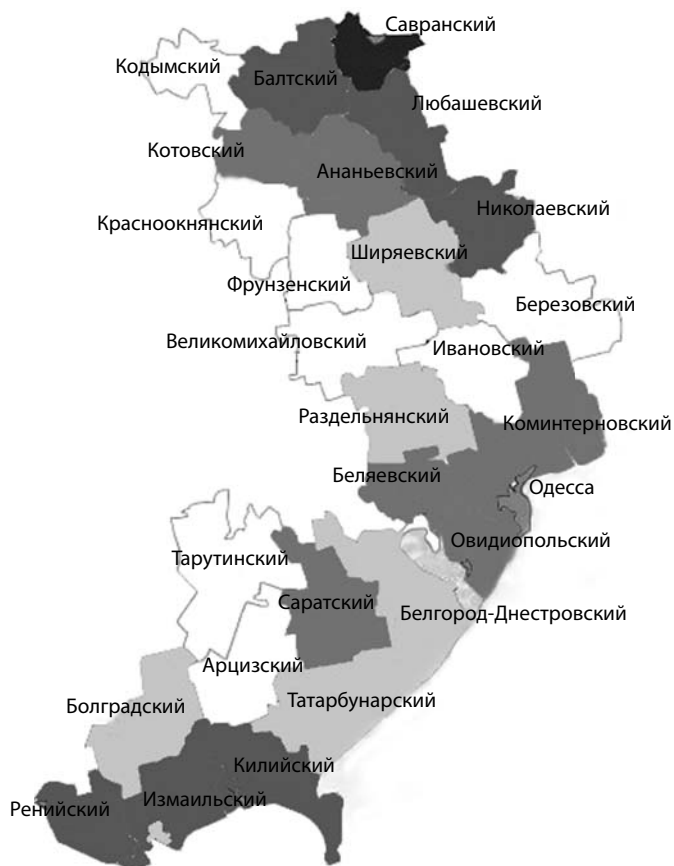 Савранский
Кодымский
Балтский
Любашевский
Котовский
Ананьевский
Николаевский
Красноокнянский
Ширяевский
Фрунзенский
Березовский
Великомихайловский
Ивановский
Раздельнянский
Коминтерновский
Беляевский
Одесса
Овидиопольский
Тарутинский
Саратский
Белгород-Днестровский
Арцизский
Татарбунарский
Болградский
Килийский
Измаильский
Ренийский